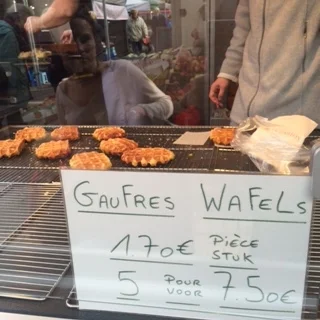 GAUFRES WAFELS
1.70€ PIÈCE
STUK
5 POUR 7.50€
VOOR